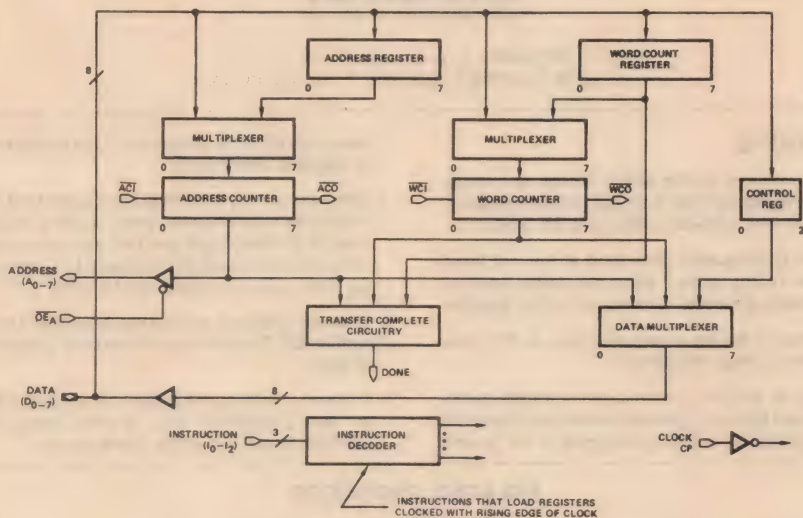 8
ADDRESS REGISTER
0 7
WORD COUNT
REGISTER
0 7
MULTIPLEXER
0 7
MULTIPLEXER
0 7
ACI
ADDRESS COUNTER
ACO
0 7
WCI
WORD COUNTER
WCO
0 7
CONTROL
REG
0 2
ADDRESS
(A0–7)
OEA
TRANSFER COMPLETE
CIRCUITRY
DATA MULTIPLEXER
0 7
DONE
DATA
(D0–7)
8
INSTRUCTION
(I0–I2)
3
INSTRUCTION
DECODER
CLOCK
CP
INSTRUCTIONS THAT LOAD REGISTERS
CLOCKED WITH RISING EDGE OF CLOCK